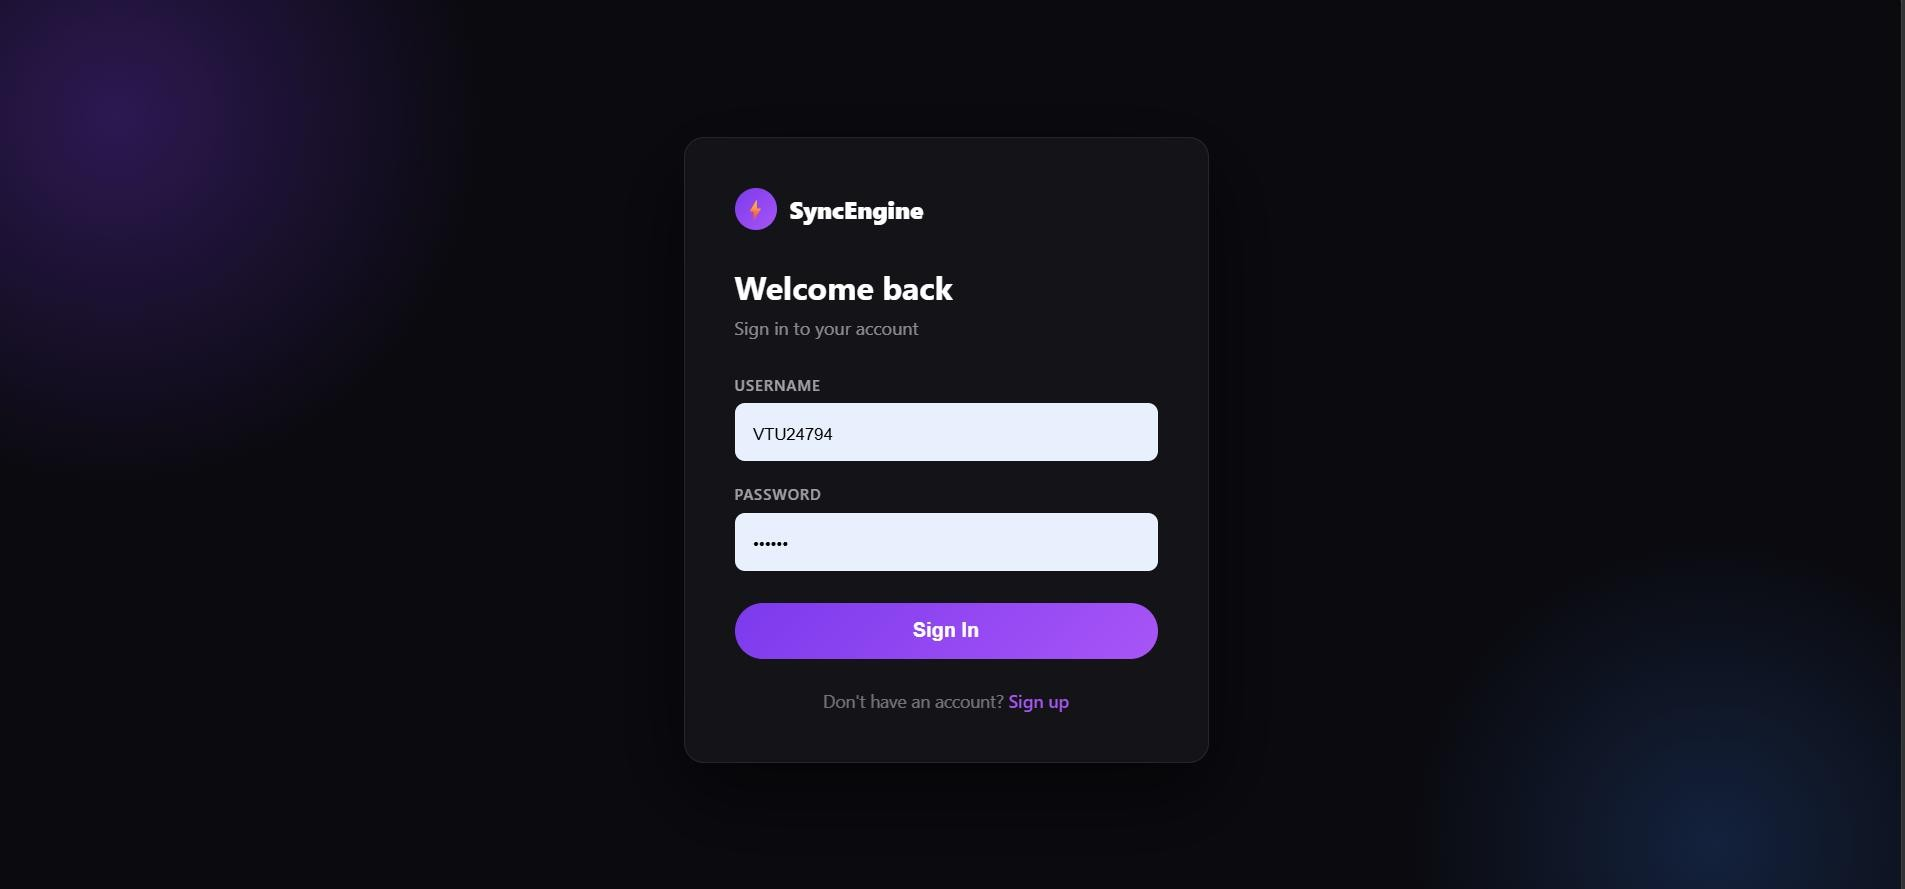 SyncEngine
Welcome back
Sign in to your account
USERNAME
VTU24794
PASSWORD
••••••
Sign In
Don't have an account? Sign up